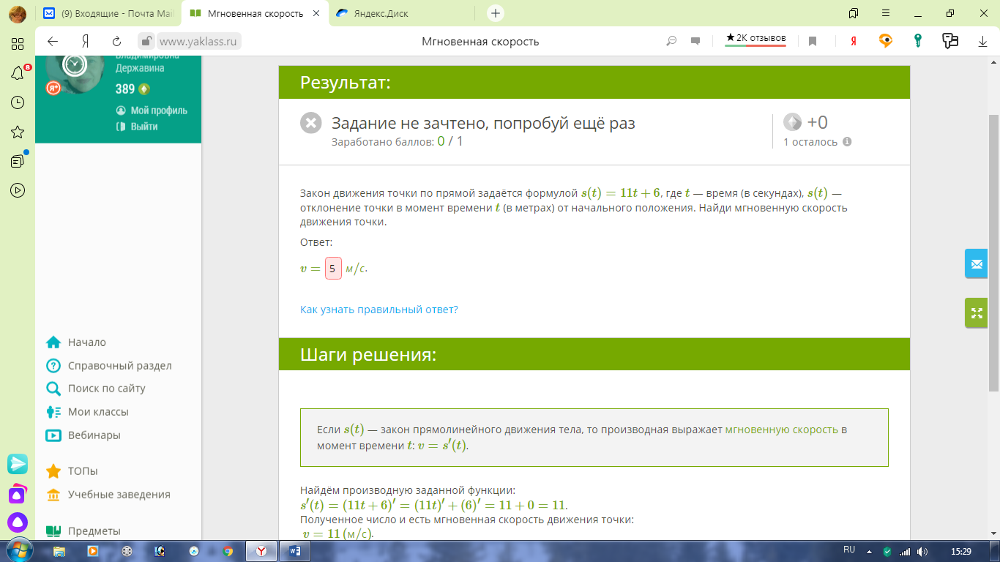 (9) Входящие - Почта Mai
Мгновенная скорость
Яндекс.Диск
www.yaklass.ru
Мгновенная скорость
★2К отзывов
Я
8
Владимировна
Державина
Я+
389
Мой профиль
Выйти
Начало
Справочный раздел
Поиск по сайту
Мои классы
Вебинары
ТОПы
Учебные заведения
Предметы
Результат:
Задание не зачтено, попробуй ещё раз
Заработано баллов: 0 / 1
+0
1 осталось
Закон движения точки по прямой задаётся формулой s(t) = 11t + 6, где t — время (в секундах), s(t) —
отклонение точки в момент времени t (в метрах) от начального положения. Найди мгновенную скорость
движения точки.
Ответ:
v = 5 м/с.
Как узнать правильный ответ?
Шаги решения:
Если s(t) — закон прямолинейного движения тела, то производная выражает мгновенную скорость в
момент времени t: v = s′(t).
Найдём производную заданной функции:
s′(t) = (11t + 6)′ = (11t)′ + (6)′ = 11 + 0 = 11.
Полученное число и есть мгновенная скорость движения точки:
v = 11 (м/с).
RU
15:29